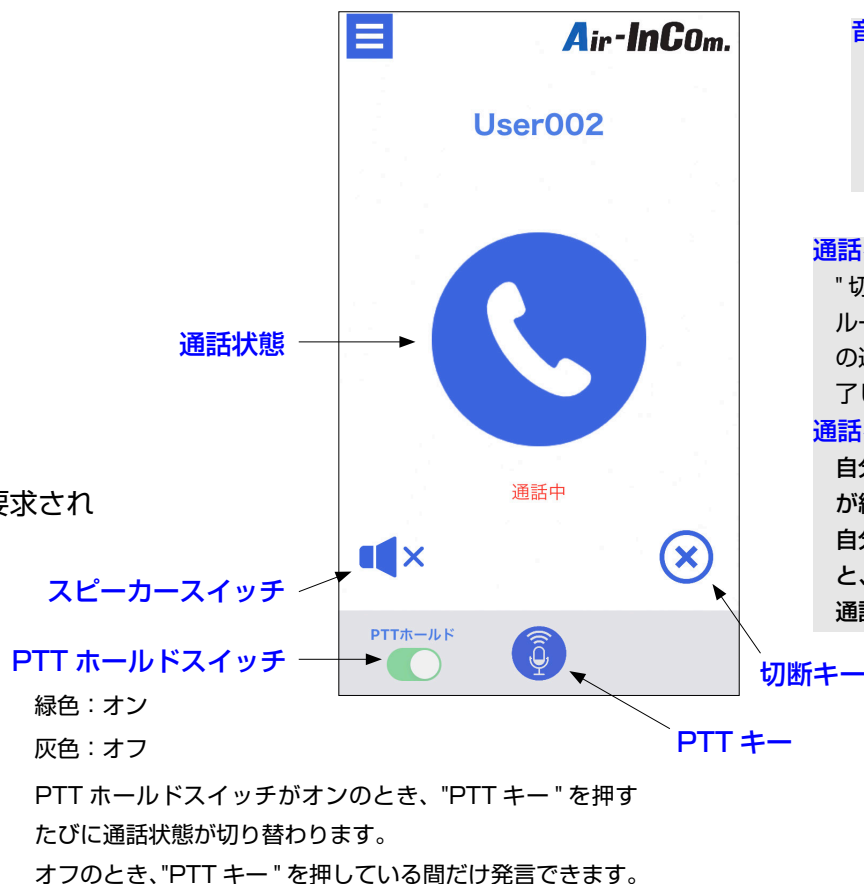 Air-InCom.
User002
通話状態
通話中
要求され
スピーカースイッチ
PTTホールド
PTT ホールドスイッチ
緑色：オン
灰色：オフ
切断キー
PTT キー
PTT ホールドスイッチがオンのとき、"PTT キー " を押す
たびに通話状態が切り替わります。
オフのとき、"PTT キー " を押している間だけ発言できます。
音
通話
" 切
ルー
の
了
通話
自分
が
自分
と、
通話